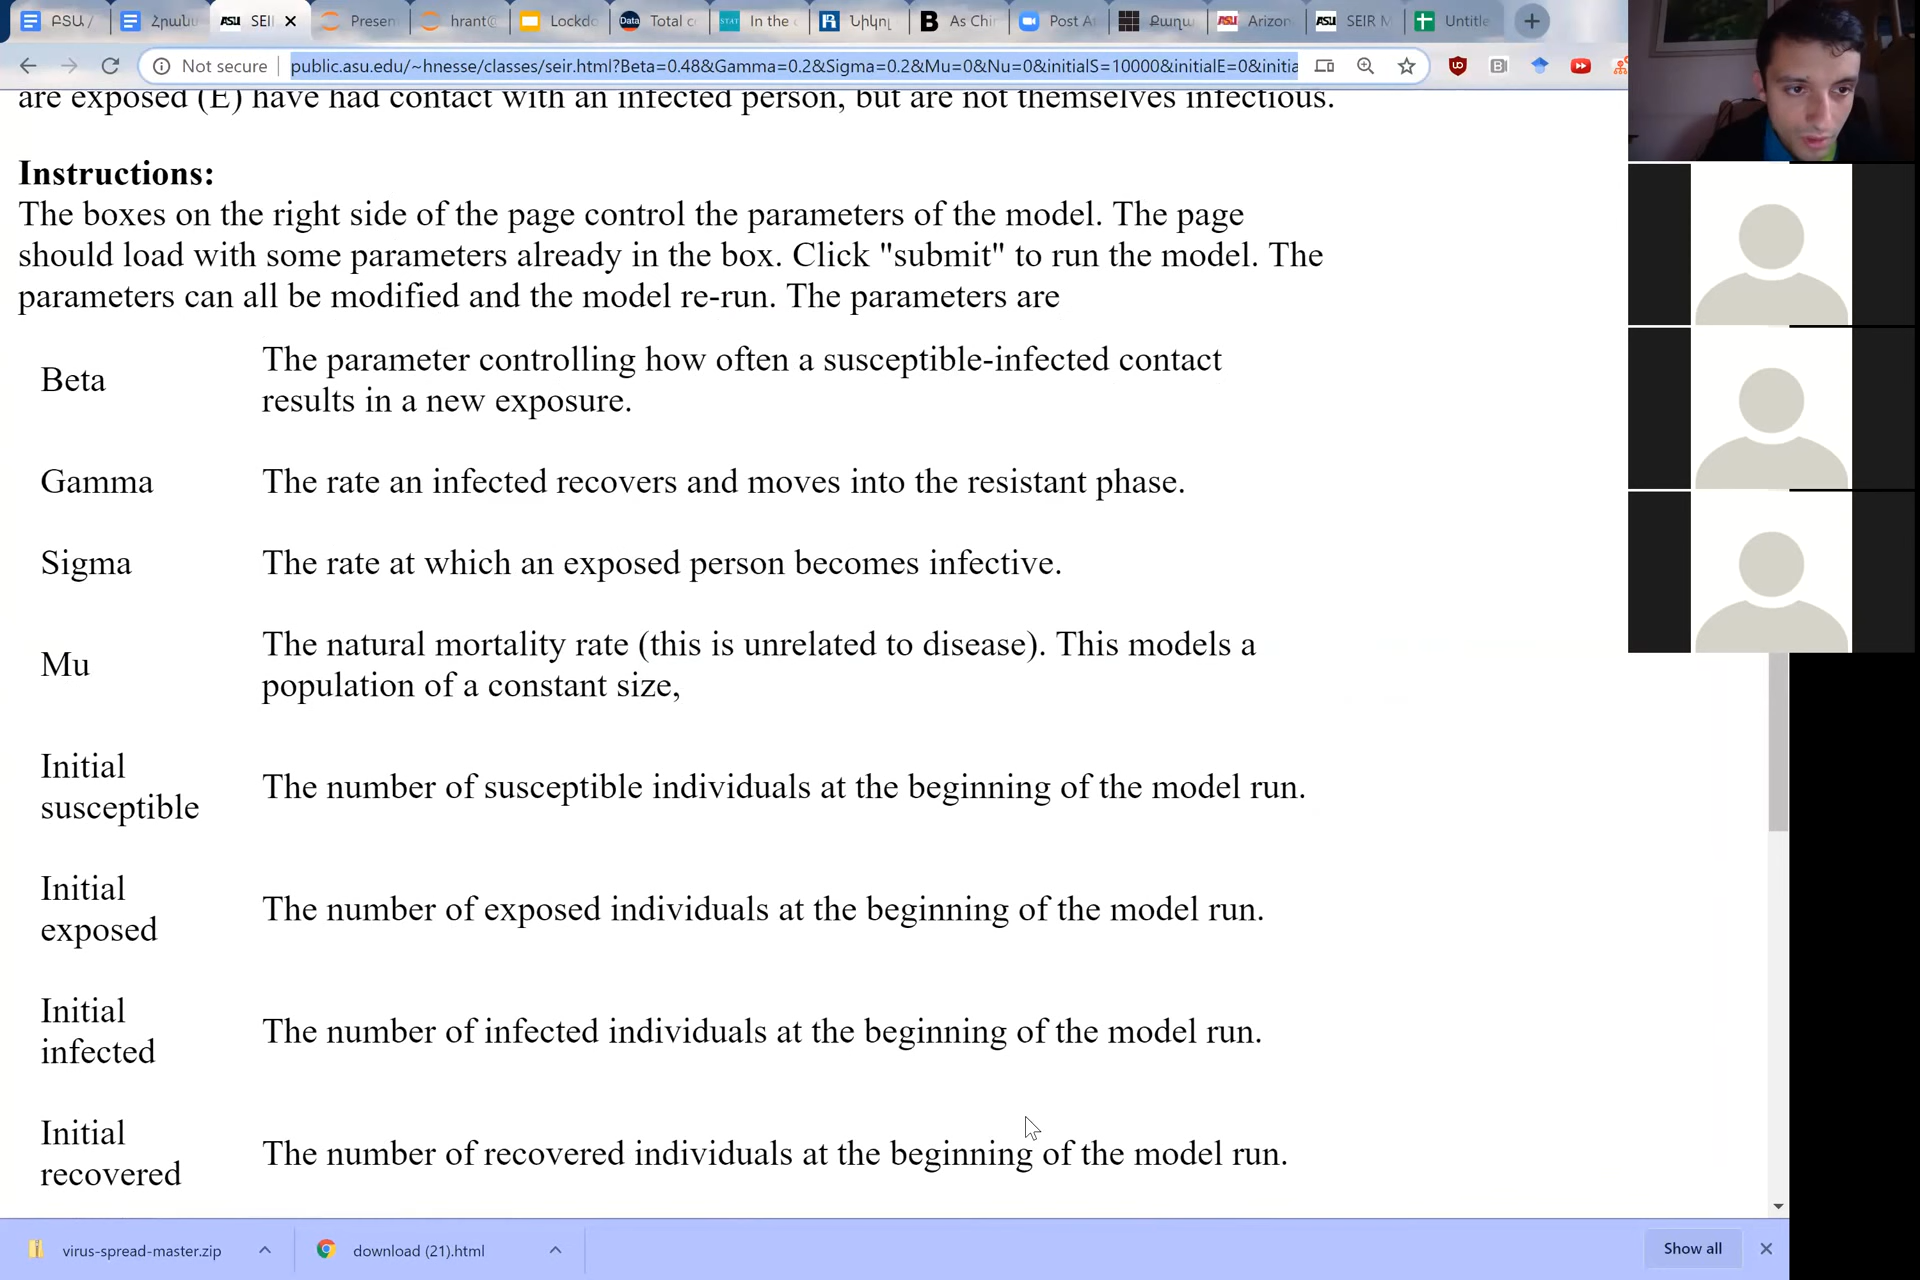 ԲՍԱ /
Հրանտ
SEI
Presen
hrant@
Lockdo
Data
Total c
STAT
In the
Նիկոլ
B
As Chi
Post A
Քաղա
ASU
Arizon
ASU
SEIR M
Untitle
Not secure
public.asu.edu/~hnesse/classes/seir.html?Beta=0.48&Gamma=0.2&Sigma=0.2&Mu=0&Nu=0&initialS=10000&initialE=0&initia
are exposed (E) have had contact with an infected person, but are not themselves infectious.
Instructions:
The boxes on the right side of the page control the parameters of the model. The page
should load with some parameters already in the box. Click "submit" to run the model. The
parameters can all be modified and the model re-run. The parameters are
Beta
The parameter controlling how often a susceptible-infected contact
results in a new exposure.
Gamma
The rate an infected recovers and moves into the resistant phase.
Sigma
The rate at which an exposed person becomes infective.
Mu
The natural mortality rate (this is unrelated to disease). This models a
population of a constant size,
Initial
susceptible
The number of susceptible individuals at the beginning of the model run.
Initial
exposed
The number of exposed individuals at the beginning of the model run.
Initial
infected
The number of infected individuals at the beginning of the model run.
Initial
recovered
The number of recovered individuals at the beginning of the model run.
virus-spread-master.zip
download (21).html
Show all